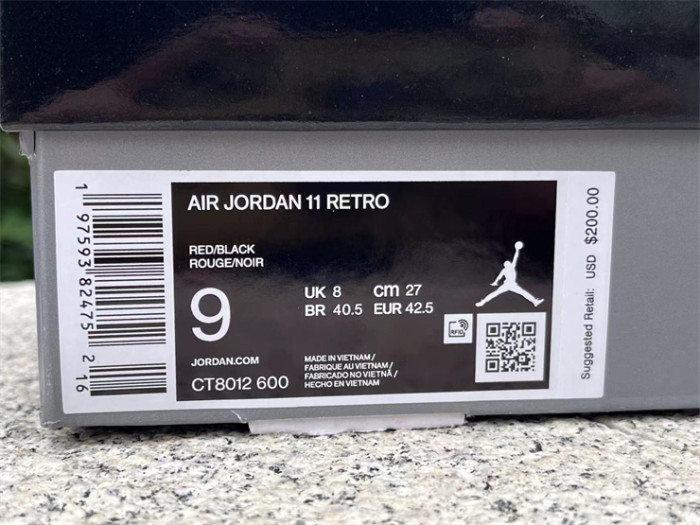 AIR JORDAN 11 RETRO
RED/BLACK
ROUGE/NOIR
9
UK 8 cm 27
BR 40.5 EUR 42.5
JORDAN.COM
CT8012 600
MADE IN VIETNAM /
FABRIQUE AU VIETNAM /
FABRICADO NO VIETNÃ /
HECHO EN VIETNAM
RFID
1 97593 82475 2 16
Suggested Retail: USD $200.00